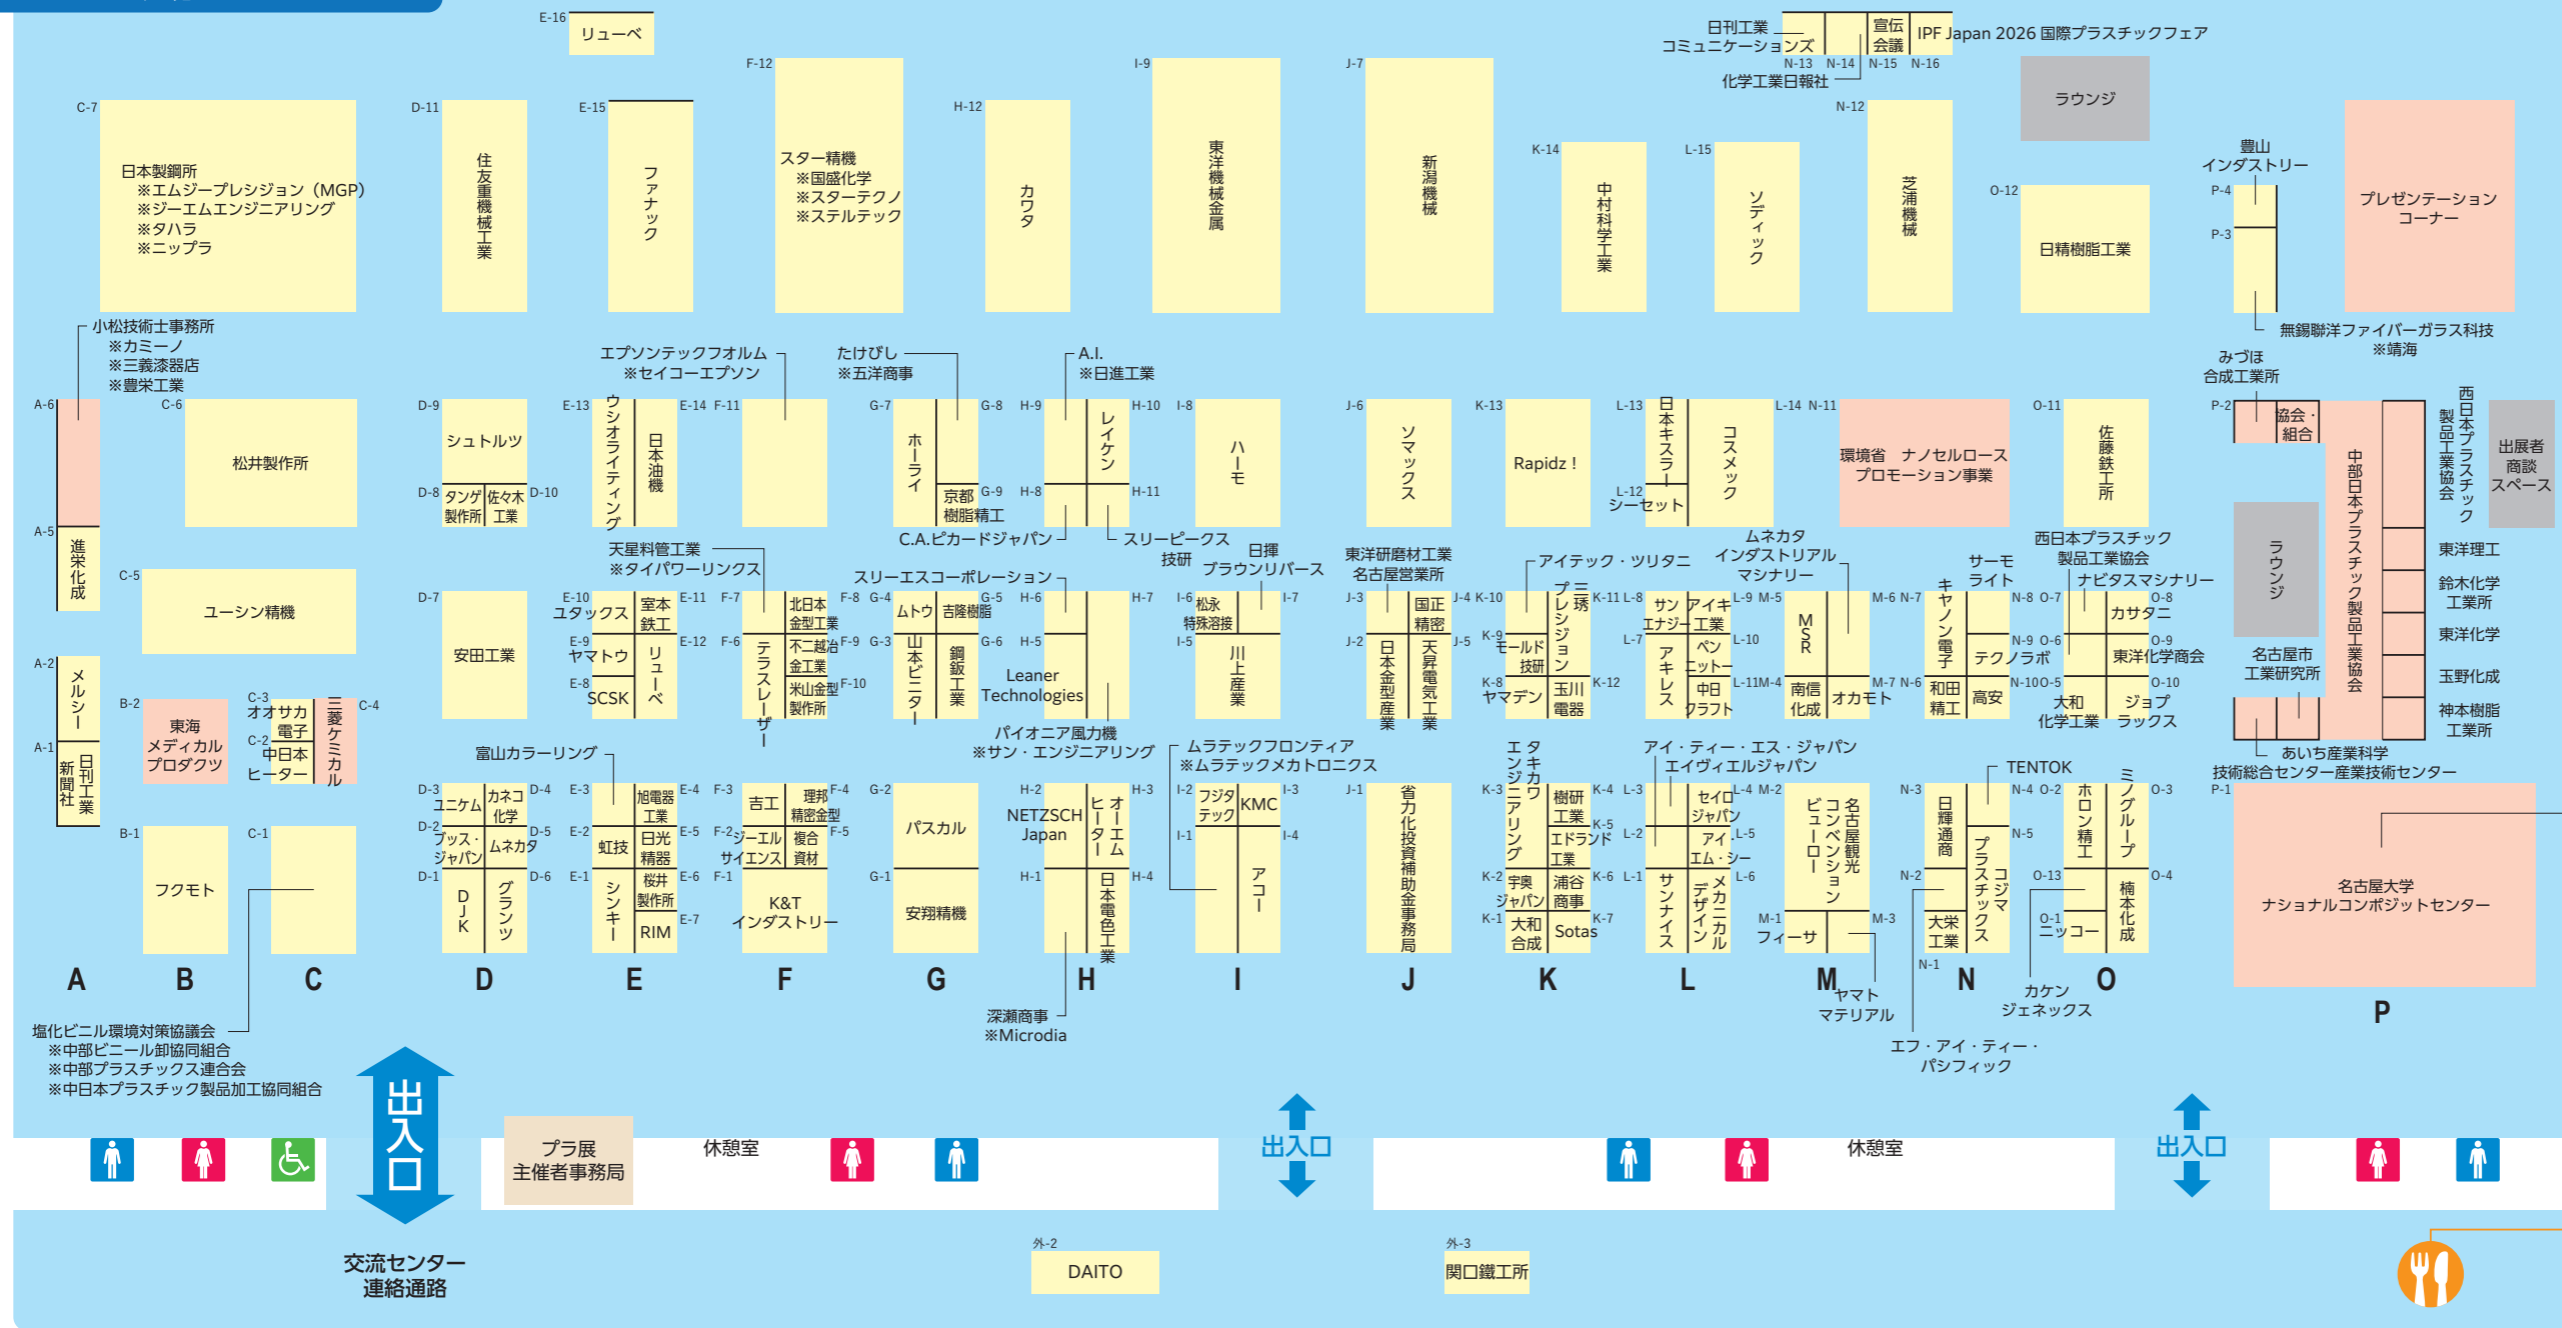 E-16
リューベ
日刊工業
コミュニケーションズ
宣伝
会議
IPF Japan 2026 国際プラスチックフェア
N-13
N-14
N-15
N-16
化学工業日報社
C-7
日本製鋼所
※エムジープレシジョン（MGP）
※ジーエムエンジニアリング
※タハラ
※ニップラ
D-11
住友重機械工業
E-15
ファナック
F-12
スター精機
※国盛化学
※スターテクノ
※ステルテック
H-12
カワタ
I-9
東洋機械金属
J-7
新潟機械
K-14
中村科学工業
L-15
ソディック
N-12
芝浦機械
ラウンジ
O-12
日精樹脂工業
豊山
インダストリー
P-4
P-3
プレゼンテーション
コーナー
無錫聯洋ファイバーガラス科技
※靖海
小松技術士事務所
※カミーノ
※三義漆器店
※豊栄工業
エプソンテックフオルム
※セイコーエプソン
たけびし
※五洋商事
A.I.
※日進工業
みづほ
合成工業所
A-6
C-6
松井製作所
D-9
シュトルツ
D-8
タンゲ
製作所
佐々木
工業
D-10
E-13
ウシオライティング
日本油機
E-14
F-11
G-7
ホーライ
G-8
京都
樹脂精工
G-9
H-9
レイケン
H-10
H-8
H-11
C.A.ピカードジャパン
スリーピークス
技研
I-8
ハーモ
J-6
ソマックス
K-13
Rapidz！
L-13
日本キスラー
コスメック
L-14
L-12
シーセット
N-11
環境省　ナノセルロース
プロモーション事業
O-11
佐藤鉄工所
P-2
協会・
組合
中部日本プラスチック製品工業協会
西日本プラスチック
製品工業協会
出展者
商談
スペース
ラウンジ
東洋理工
鈴木化学
工業所
東洋化学
玉野化成
神本樹脂
工業所
名古屋市
工業研究所
あいち産業科学
技術総合センター産業技術センター
A-5
進栄化成
C-5
ユーシン精機
天星料管工業
※タイパワーリンクス
スリーエスコーポレーション
日揮
ブラウンリバース
東洋研磨材工業
名古屋営業所
アイテック・ツリタニ
ムネカタ
インダストリアル
マシナリー
サーモ
ライト
西日本プラスチック
製品工業協会
ナビタスマシナリー
D-7
安田工業
E-10
ユタックス
室本
鉄工
E-11
E-9
ヤマトウ
リューベ
E-12
E-8
SCSK
F-7
北日本
金型工業
F-8
F-6
テラスレーザー
不二越冶
金工業
F-9
米山金型
製作所
F-10
G-4
ムトウ
吉隆樹脂
G-5
G-3
山本ビニター
鋼鈑工業
G-6
H-6
H-7
H-5
Leaner
Technologies
パイオニア風力機
※サン・エンジニアリング
I-6
松永
特殊溶接
I-7
I-5
川上産業
J-3
国正
精密
J-4
J-2
日本金型産業
天昇電気工業
J-5
K-10
三琇
プレシジョン
K-11
K-9
モールド
技研
K-8
ヤマデン
玉川
電器
K-12
L-8
サン
エナジー
アイキ
工業
L-9
L-7
アキレス
ペン
ニットー
L-10
中日
クラフト
L-11
M-5
MSR
M-6
M-4
南信
化成
オカモト
M-7
N-7
キヤノン電子
N-8
N-9
テクノラボ
N-6
和田
精工
高安
N-10
O-7
O-8
カサタニ
O-6
O-9
東洋化学商会
O-5
大和
化学工業
ジョブ
ラックス
O-10
A-2
メルシー
A-1
日刊工業
新聞社
B-2
東海
メディカル
プロダクツ
C-3
オオサカ
電子
C-2
中日本
ヒーター
三菱ケミカル
C-4
富山カラーリング
ムラテックフロンティア
※ムラテックメカトロニクス
アイ・ティー・エス・ジャパン
エイヴィエルジャパン
TENTOK
B-1
フクモト
C-1
D-3
ユニケム
カネコ
化学
D-4
D-2
ブッス・
ジャパン
ムネカタ
D-5
D-1
DJK
グランツ
D-6
E-3
旭電器
工業
E-4
E-2
虹技
日光
精器
E-5
E-1
シンキー
桜井
製作所
E-6
RIM
E-7
F-3
吉工
理邦
精密金型
F-4
F-2
ジーエル
サイエンス
複合
資材
F-5
F-1
K&T
インダストリー
G-2
パスカル
G-1
安翔精機
H-2
NETZSCH
Japan
オーエム
ヒーター
H-3
H-1
日本電色工業
H-4
I-2
フジタ
テック
KMC
I-3
I-1
アコー
I-4
J-1
省力化投資補助金事務局
K-3
タキカワ
エンジニアリング
樹研
工業
K-4
エドランド
工業
K-5
K-2
宇奥
ジャパン
浦谷
商事
K-6
K-1
大和
合成
Sotas
K-7
L-3
セイロ
ジャパン
L-4
L-2
アイ・
エム・シー
L-5
L-1
サンナイス
メカニカル
デザイン
L-6
M-2
名古屋観光
コンベンション
ビューロー
M-1
フィーサ
M-3
ヤマト
マテリアル
N-3
日輝通商
N-4
N-5
コジマ
プラスチックス
N-2
大栄
工業
N-1
エフ・アイ・ティー・
パシフィック
O-2
ホロン精工
ミノグループ
O-3
O-13
楠本化成
O-4
O-1
ニッコー
カケン
ジェネックス
P-1
名古屋大学
ナショナルコンポジットセンター
A
B
C
D
E
F
G
H
I
J
K
L
M
N
O
P
深瀬商事
※Microdia
塩化ビニル環境対策協議会
※中部ビニール卸協同組合
※中部プラスチックス連合会
※中日本プラスチック製品加工協同組合
出入口
プラ展
主催者事務局
休憩室
出入口
休憩室
出入口
交流センター
連絡通路
外-2
DAITO
外-3
関口鐵工所